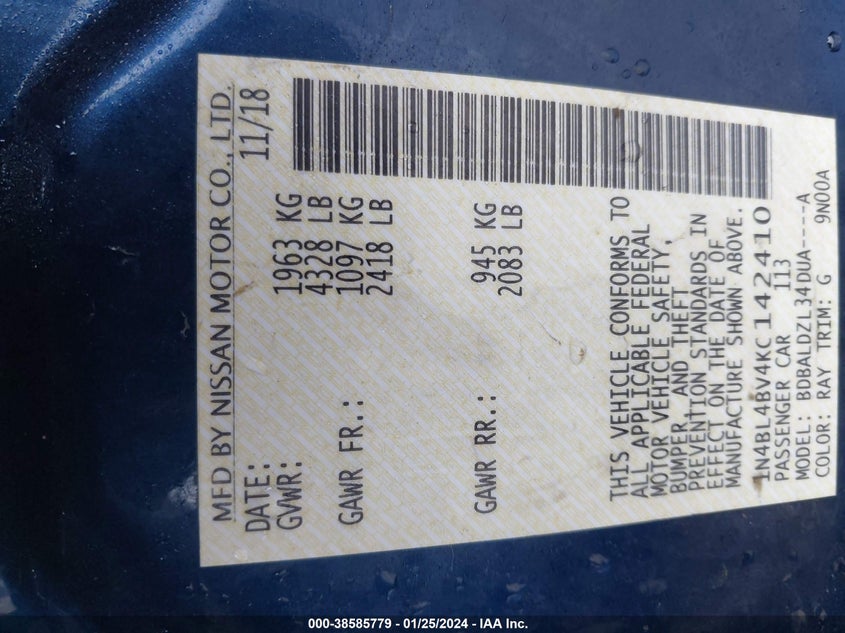 MFD BY NISSAN MOTOR CO., LTD.
DATE: 11/18
GVWR: 1963 KG
4328 LB
GAWR FR.: 1097 KG
2418 LB
GAWR RR.: 945 KG
2083 LB
THIS VEHICLE CONFORMS TO
ALL APPLICABLE FEDERAL
MOTOR VEHICLE SAFETY,
BUMPER AND THEFT
PREVENTION STANDARDS IN
EFFECT ON THE DATE OF
MANUFACTURE SHOWN ABOVE.
1N4BL4BV4KC142410
PASSENGER CAR 113
MODEL: BDBALDZL34DUA----A
COLOR: RAY TRIM: G 9N00A
000-38585779 - 01/25/2024 - IAA Inc.